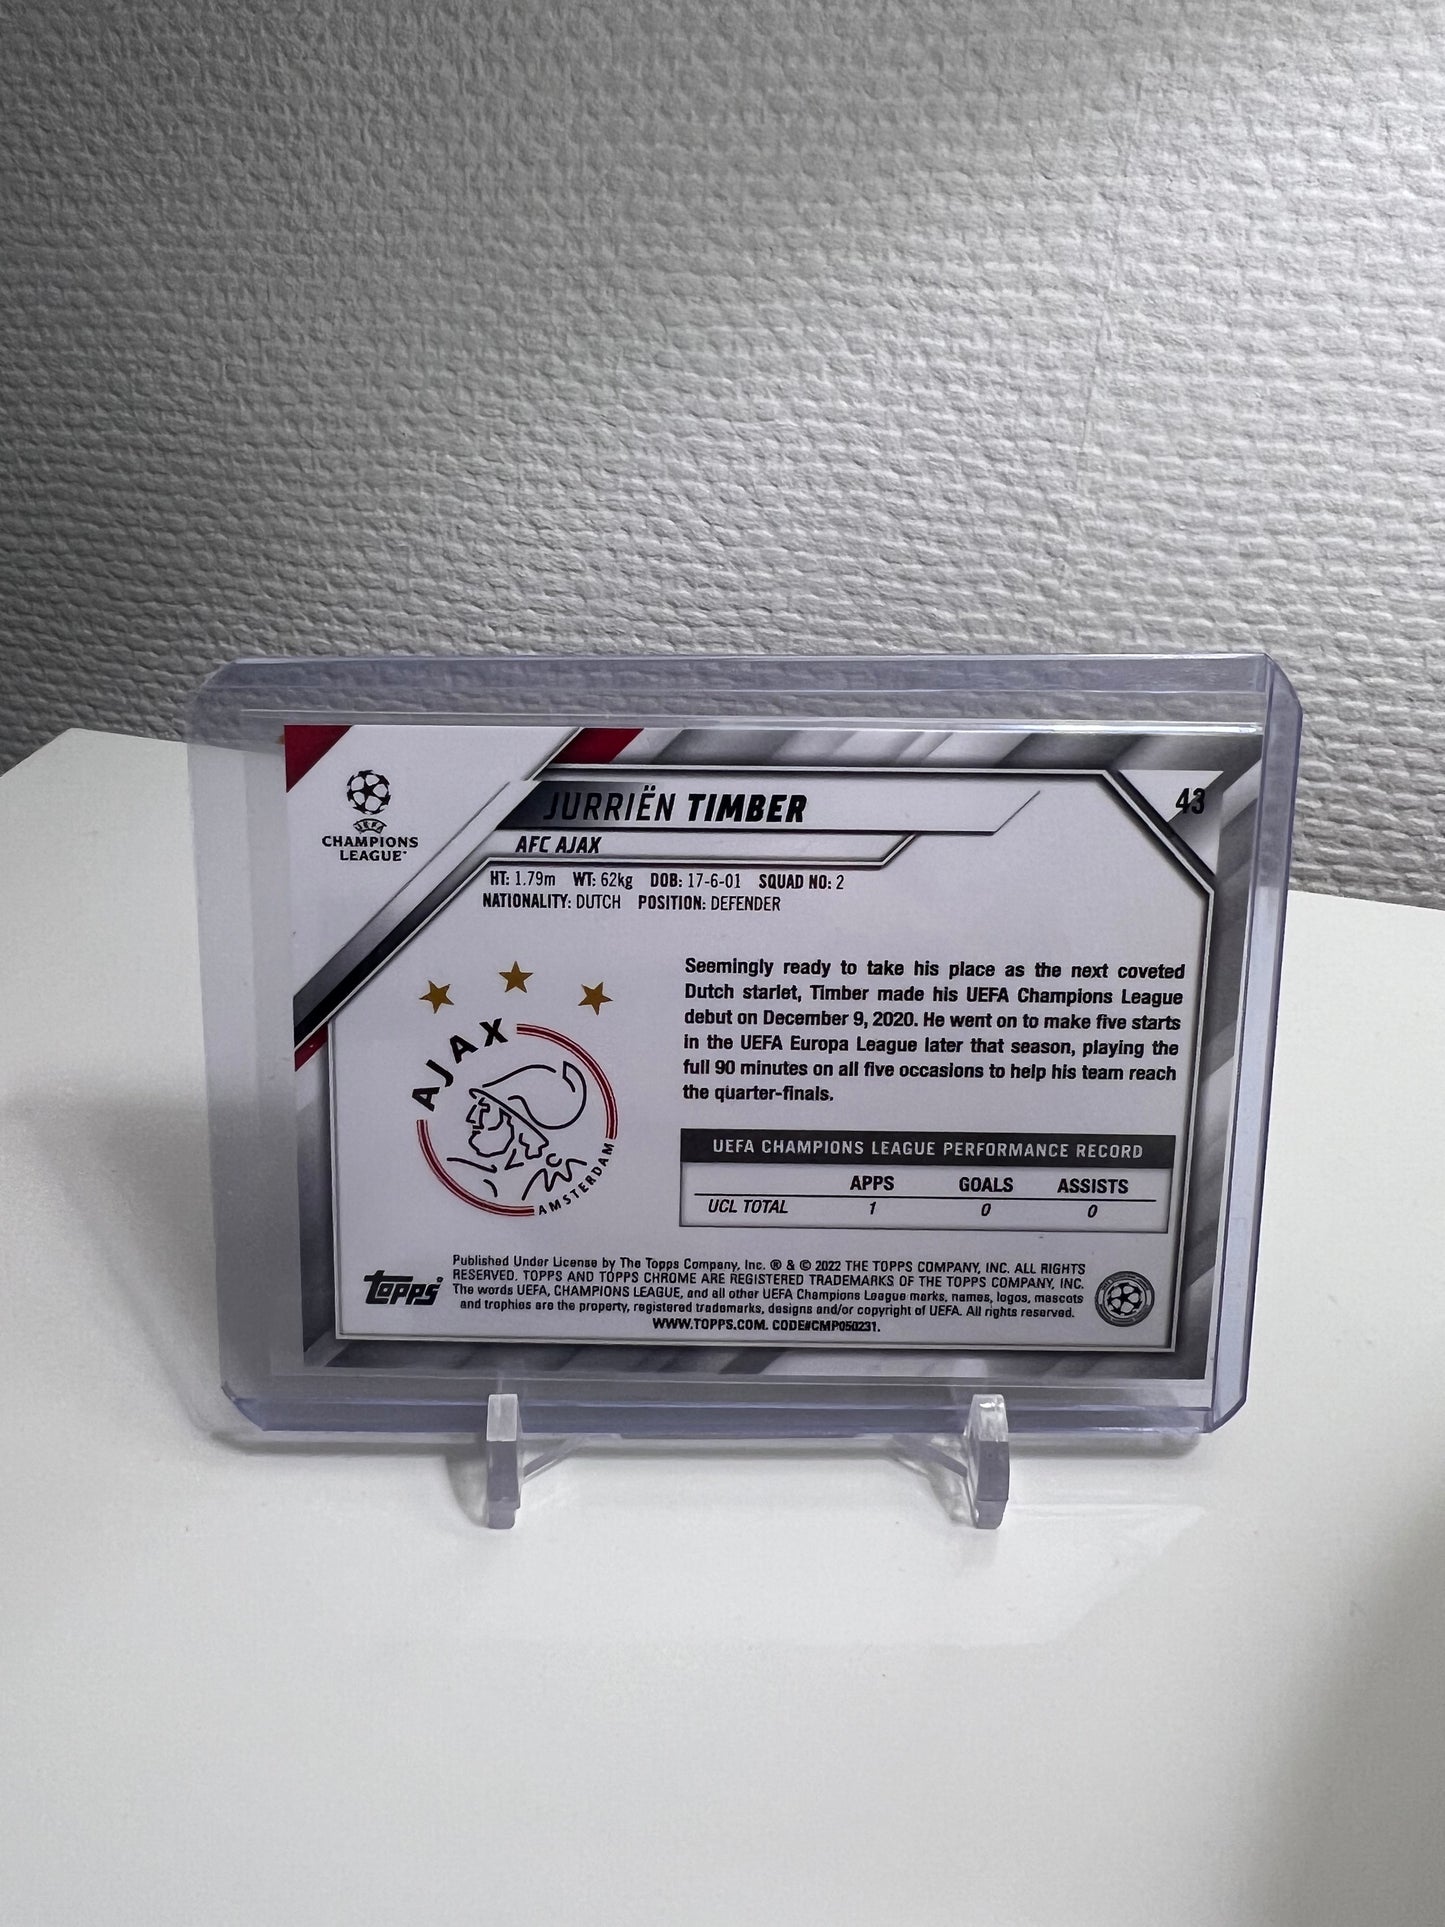 UEFA
CHAMPIONS
LEAGUE
JURRIËN TIMBER
43
AFC AJAX
HT: 1.79m WT: 62kg DOB: 17-6-01 SQUAD NO: 2
NATIONALITY: DUTCH POSITION: DEFENDER
AJAX
AMSTERDAM
Seemingly ready to take his place as the next coveted
Dutch starlet, Timber made his UEFA Champions League
debut on December 9, 2020. He went on to make five starts
in the UEFA Europa League later that season, playing the
full 90 minutes on all five occasions to help his team reach
the quarter-finals.
UEFA CHAMPIONS LEAGUE PERFORMANCE RECORD
APPS GOALS ASSISTS
UCL TOTAL 1 0 0
topps®
Published Under License by The Topps Company, Inc. ® & © 2022 THE TOPPS COMPANY, INC. ALL RIGHTS
RESERVED. TOPPS AND TOPPS CHROME ARE REGISTERED TRADEMARKS OF THE TOPPS COMPANY, INC.
The words UEFA, CHAMPIONS LEAGUE, and all other UEFA Champions League marks, names, logos, mascots
and trophies are the property, registered trademarks, designs and/or copyright of UEFA. All rights reserved.
WWW.TOPPS.COM. CODE#CMP050231.